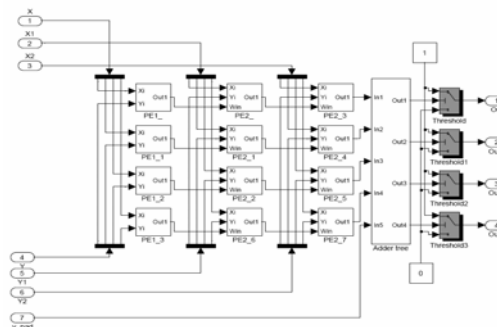 X
1
X1
2
X2
3
Xi
Yi
Out1
PE1_
Xi
Yi
Win
Out1
PE2_
Xi
Yi
Win
Out1
PE2_3
Xi
Yi
Out1
PE1_1
Xi
Yi
Win
Out1
PE2_1
Xi
Yi
Win
Out1
PE2_4
Xi
Yi
Out1
PE1_2
Xi
Yi
Win
Out1
PE2_2
Xi
Yi
Win
Out1
PE2_5
Xi
Yi
Out1
PE1_3
Xi
Yi
Win
Out1
PE2_6
Xi
Yi
Win
Out1
PE2_7
In1
In2
In3
In4
In5
Out1
Out2
Out3
Out4
Adder tree
1
Threshold
Threshold1
Threshold2
Threshold3
0
2
3
4
4
5
Y1
6
Y2
7